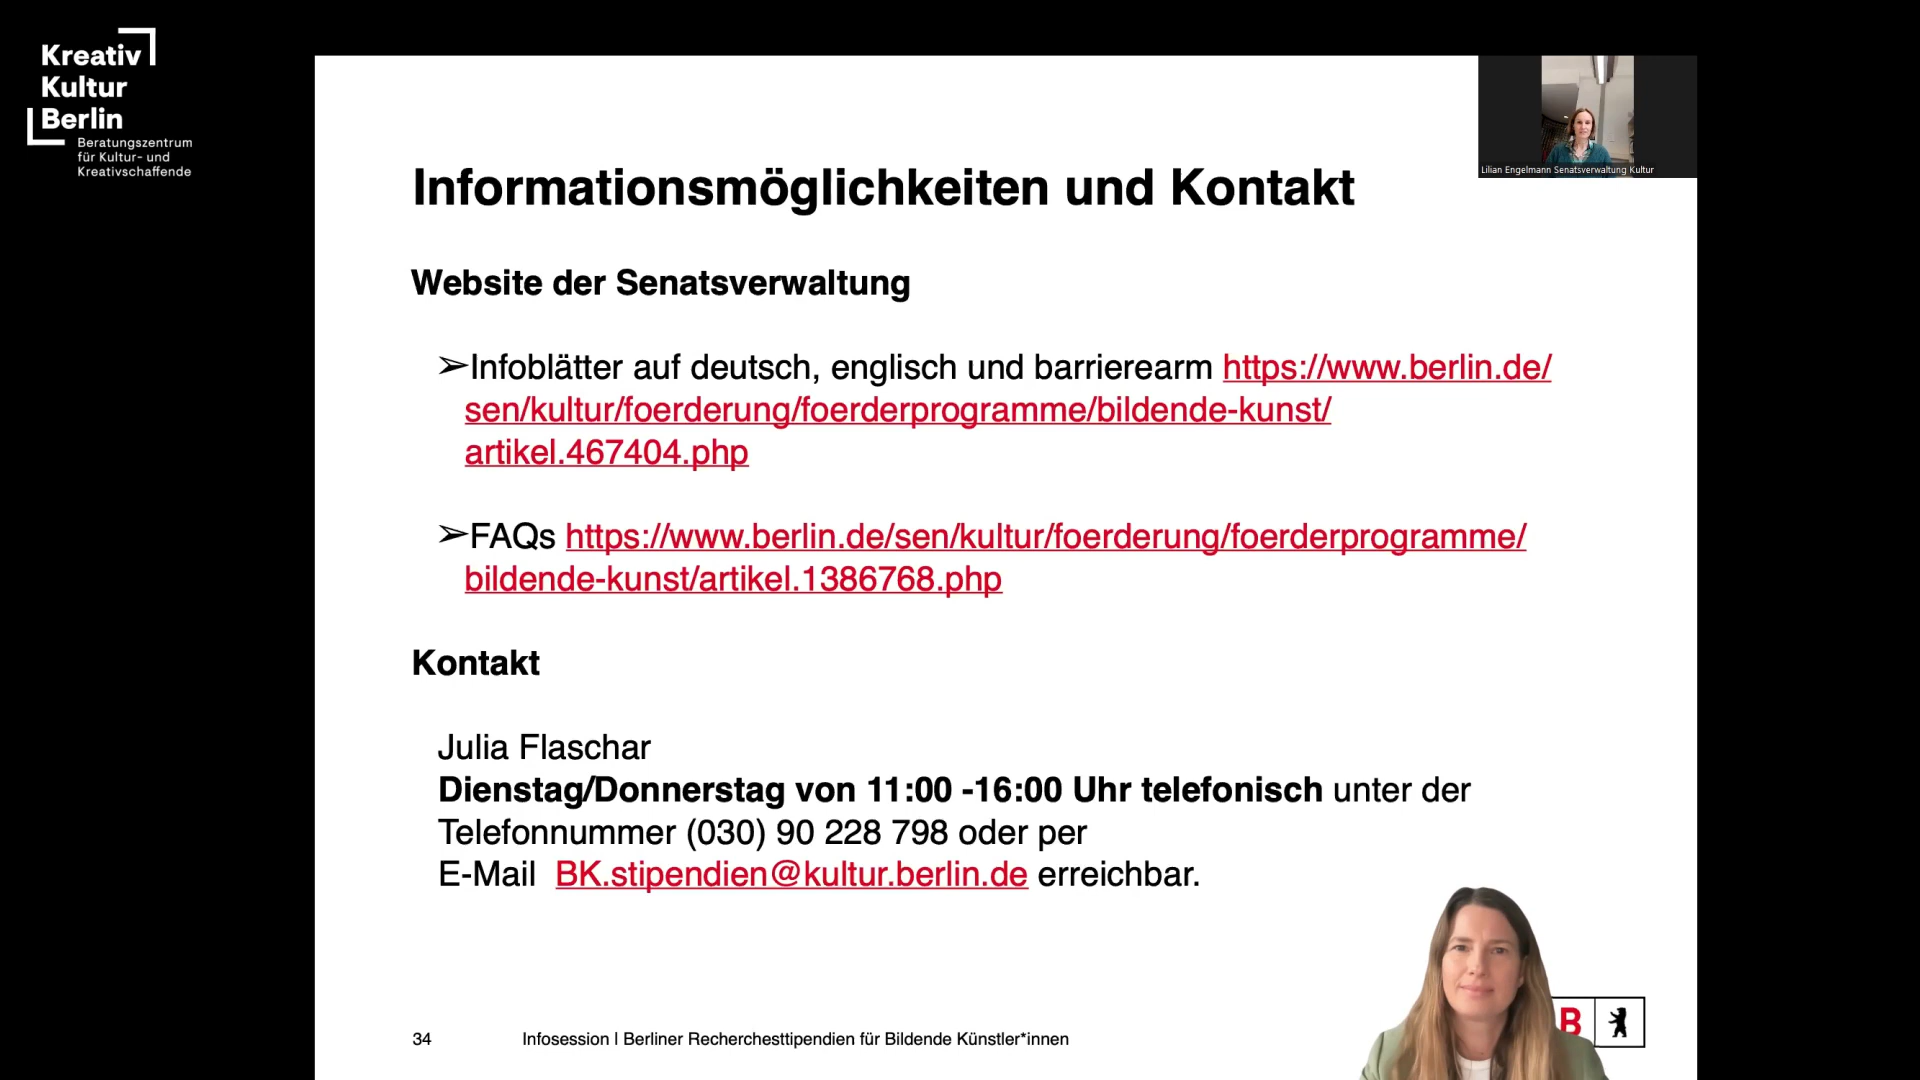 Kreativ
Kultur
Berlin
Beratungszentrum
für Kultur- und
Kreativschaffende
Lilian Engelmann Senatsverwaltung Kultur
Informationsmöglichkeiten und Kontakt
Website der Senatsverwaltung
➢Infoblätter auf deutsch, englisch und barrierearm https://www.berlin.de/
sen/kultur/foerderung/foerderprogramme/bildende-kunst/
artikel.467404.php
➢FAQs https://www.berlin.de/sen/kultur/foerderung/foerderprogramme/
bildende-kunst/artikel.1386768.php
Kontakt
Julia Flaschar
Dienstag/Donnerstag von 11:00 -16:00 Uhr telefonisch unter der
Telefonnummer (030) 90 228 798 oder per
E-Mail BK.stipendien@kultur.berlin.de erreichbar.
34 Infosession I Berliner Recherchesttipendien für Bildende Künstler*innen
B